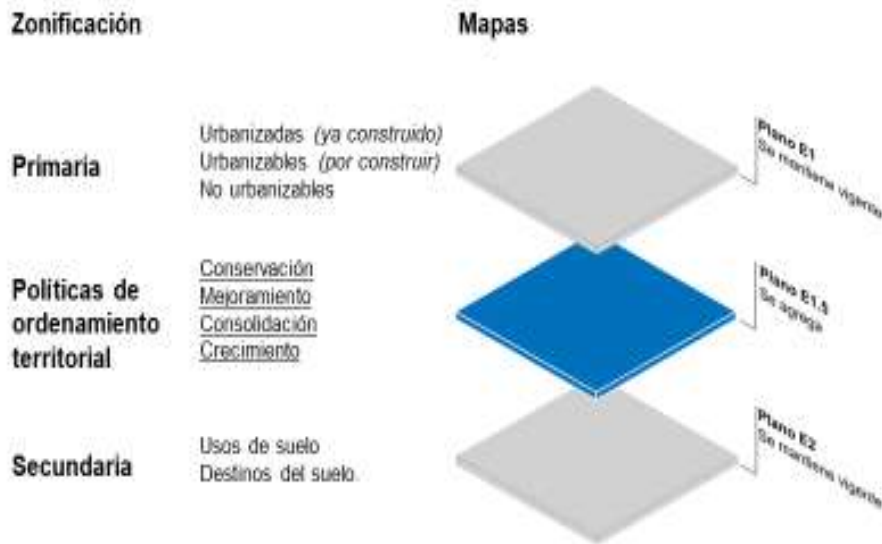 Zonificación
Mapas
Primaria
Urbanizadas (ya construido)
Urbanizables (por construir)
No urbanizables
Plano E1
Se mantiene vigente
Políticas de
ordenamiento
territorial
Conservación
Mejoramiento
Consolidación
Crecimiento
Plano E1.5
Se agrega
Secundaria
Usos de suelo
Destinos del suelo.
Plano E2
Se mantiene vigente